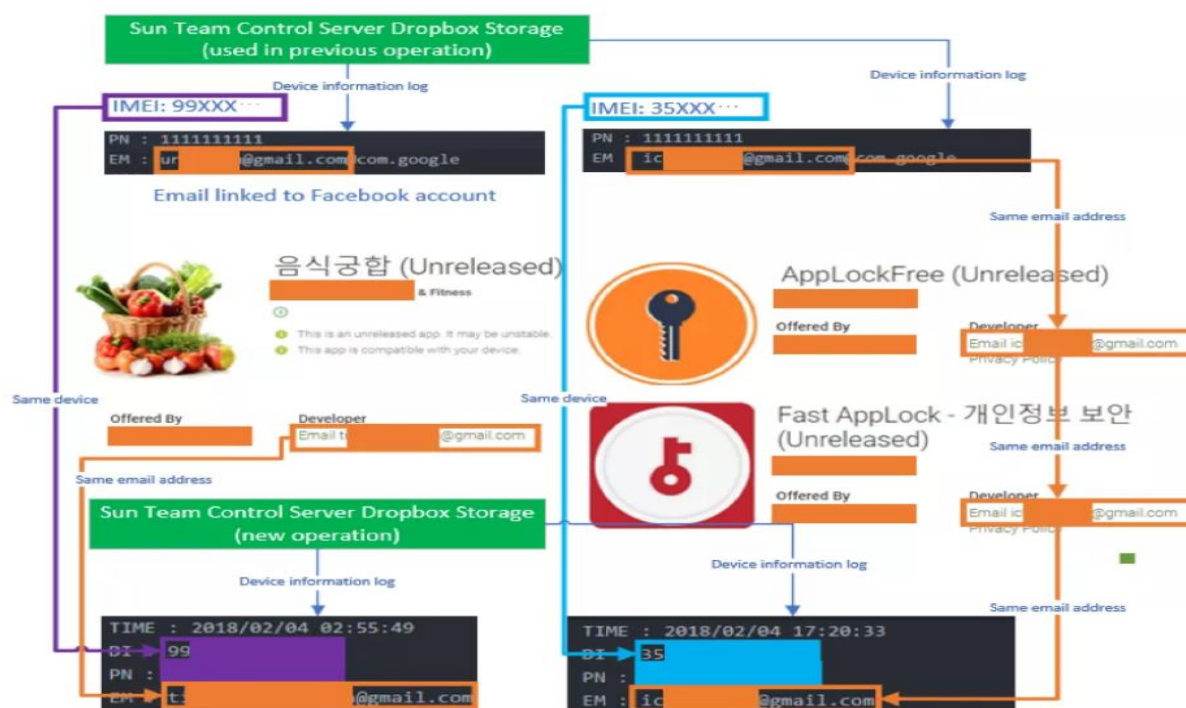 Sun Team Control Server Dropbox Storage
(used in previous operation)
Device information log
Device information log
IMEI: 99XXX...
IMEI: 35XXX...
PN : 1111111111
EM : ur @gmail.com@com.google
PN : 1111111111
EM ic @gmail.com@com.google
Email linked to Facebook account
Same email address
음식궁합 (Unreleased)
& Fitness
This is an unreleased app. It may be unstable.
This app is compatible with your device.
AppLockFree (Unreleased)
Offered By
Developer
Email ic @gmail.com
Privacy Policy
Same device
Same device
Offered By
Developer
Email ti @gmail.com
Fast AppLock - 개인정보 보안
(Unreleased)
Same email address
Same email address
Offered By
Developer
Email ic @gmail.com
Privacy Policy
Sun Team Control Server Dropbox Storage
(new operation)
Device information log
Device information log
Same email address
TIME : 2018/02/04 02:55:49
DI 99
PN :
EM : ti @gmail.com
TIME : 2018/02/04 17:20:33
DI 35
PN :
EM : ic @gmail.com